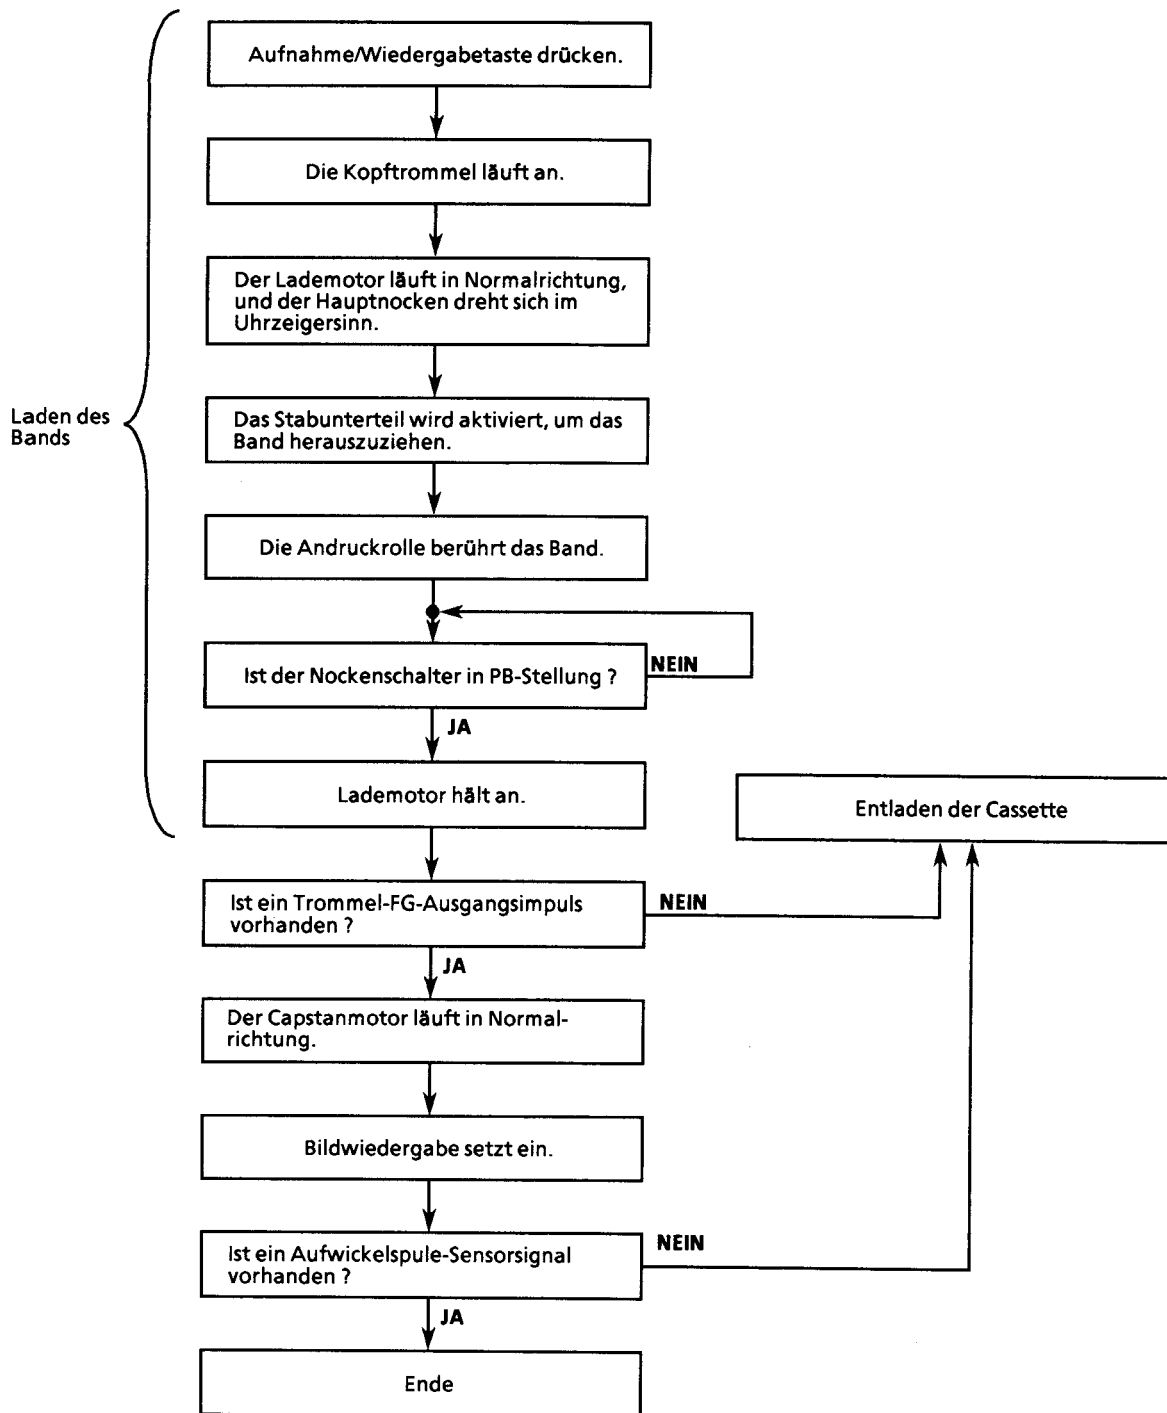 Aufnahme/Wiedergabetaste drücken.
Die Kopftrommel läuft an.
Der Lademotor läuft in Normalrichtung,
und der Hauptnocken dreht sich im
Uhrzeigersinn.
Laden des
Bands
Das Stabunterteil wird aktiviert, um das
Band herauszuziehen.
Die Andruckrolle berührt das Band.
Ist der Nockenschalter in PB-Stellung ?
NEIN
JA
Lademotor hält an.
Entladen der Cassette
Ist ein Trommel-FG-Ausgangsimpuls
vorhanden ?
NEIN
JA
Der Capstanmotor läuft in Normal-
richtung.
Bildwiedergabe setzt ein.
Ist ein Aufwickelspule-Sensorsignal
vorhanden ?
NEIN
JA
Ende